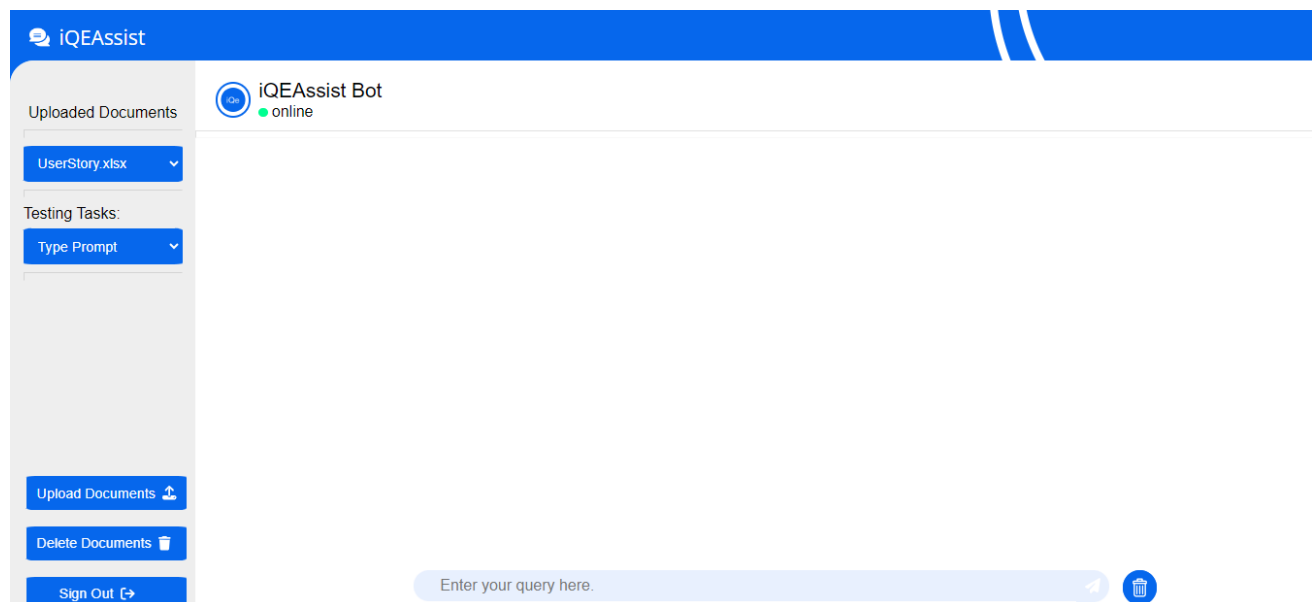 iQEAssist
Uploaded Documents
UserStory.xlsx
Testing Tasks:
Type Prompt
Upload Documents
Delete Documents
Sign Out
iQe
iQEAssist Bot
online
Enter your query here.